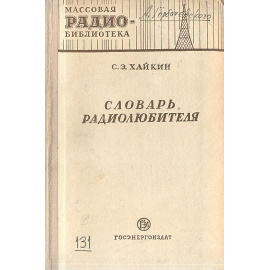 МАССОВАЯ
РАДИО-
БИБЛИОТЕКА
С. Э. ХАЙКИН
СЛОВАРЬ
РАДИОЛЮБИТЕЛЯ
131
ГОСЭНЕРГОИЗДАТ